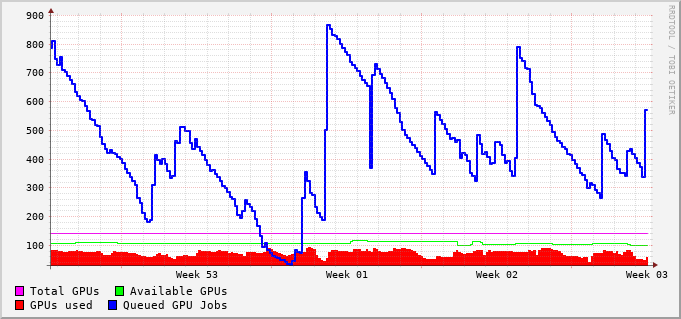 900
800
700
600
500
400
300
200
100
Week 53 Week 01 Week 02 Week 03
Total GPUs Available GPUs
GPUs used Queued GPU Jobs
RRDTOOL / TOBI OETIKER